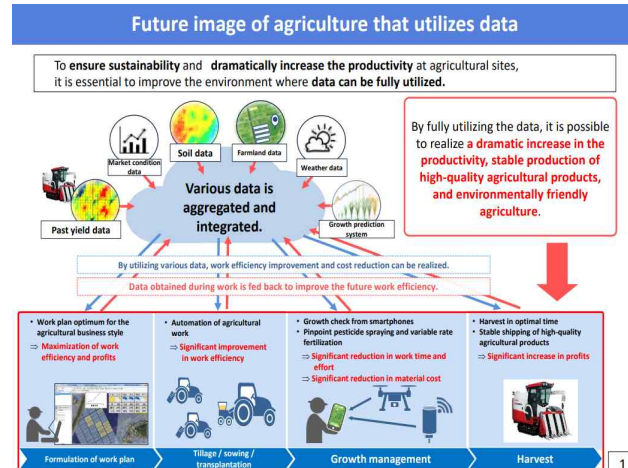 Future image of agriculture that utilizes data
To ensure sustainability and dramatically increase the productivity at agricultural sites,
it is essential to improve the environment where data can be fully utilized.
Market condition
data
Soil data
Farmland data
Weather data
Past yield data
Growth prediction
system
Various data is
aggregated and
integrated.
By fully utilizing the data, it is possible
to realize a dramatic increase in the
productivity, stable production of
high-quality agricultural products,
and environmentally friendly
agriculture.
By utilizing various data, work efficiency improvement and cost reduction can be realized.
Data obtained during work is fed back to improve the future work efficiency.
• Work plan optimum for the
agricultural business style
⇒ Maximization of work
efficiency and profits
• Automation of agricultural
work
⇒ Significant improvement
in work efficiency
• Growth check from smartphones
• Pinpoint pesticide spraying and variable rate
fertilization
⇒ Significant reduction in work time and
effort
⇒ Significant reduction in material cost
• Harvest in optimal time
• Stable shipping of high-quality
agricultural products
⇒ Significant increase in profits
Formulation of work plan
Tillage / sowing /
transplantation
Growth management
Harvest
1